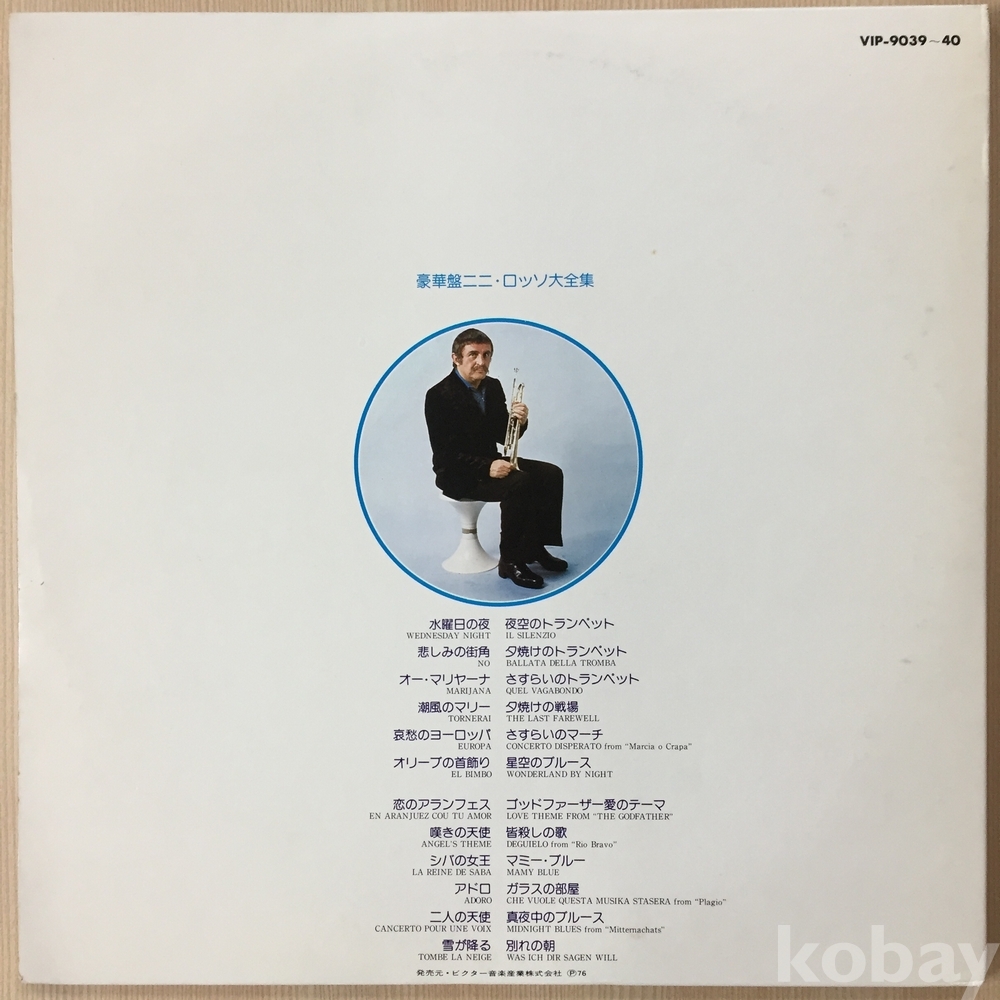 VIP-9039~40
豪華盤ニニ・ロッソ大全集
水曜日の夜
WEDNESDAY NIGHT
悲しみの街角
NO
オー・マリヤーナ
MARIJANA
潮風のマリー
TORNERAI
哀愁のヨーロッパ
EUROPA
オリーブの首飾り
EL BIMBO
恋のアランフェス
EN ARANJUEZ COU TU AMOR
嘆きの天使
ANGEL'S THEME
シバの女王
LA REINE DE SABA
アドロ
ADORO
二人の天使
CANCERTO POUR UNE VOIX
雪が降る
TOMBE LA NEIGE
夜空のトランペット
IL SILENZIO
夕焼けのトランペット
BALLATA DELLA TROMBA
さすらいのトランペット
QUEL VAGABONDO
夕焼けの戦場
THE LAST FAREWELL
さすらいのマーチ
CONCERTO DISPERATO from "Marcia o Crapa"
星空のブルース
WONDERLAND BY NIGHT
ゴッドファーザー愛のテーマ
LOVE THEME FROM "THE GODFATHER"
皆殺しの歌
DEGUIELO from "Rio Bravo"
マミー・ブルー
MAMY BLUE
ガラスの部屋
CHE VUOLE QUESTA MUSIKA STASERA from "Plagio"
真夜中のブルース
MIDNIGHT BLUES from "Mitternachats"
別れの朝
WAS ICH DIR SAGEN WILL
発売元・ビクター音楽産業株式会社 Ⓟ76
kobay